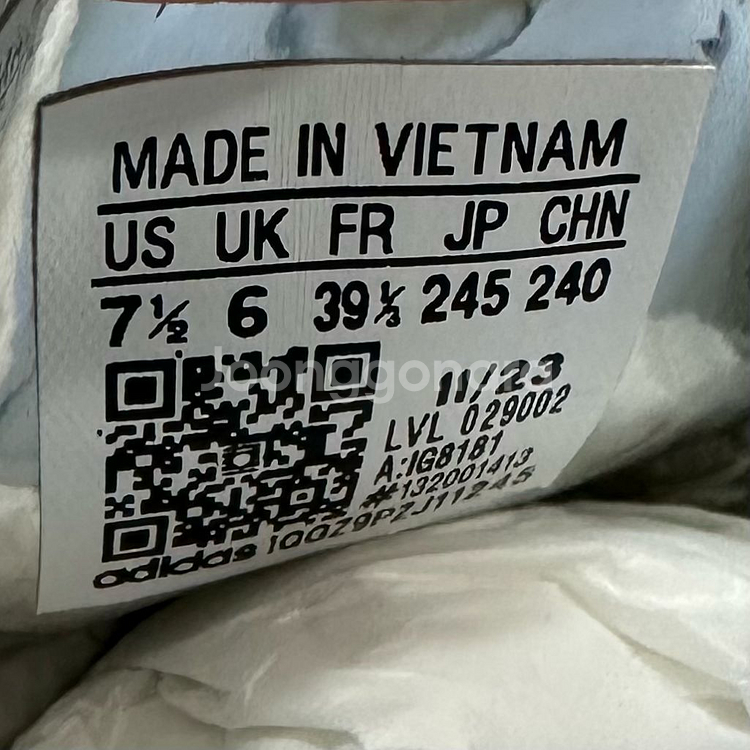 MADE IN VIETNAM
US UK FR JP CHN
7½ 6 39⅓ 245 240
11/23
LVL 029002
A:IG8181
#132001413
adidas
Joonggonara